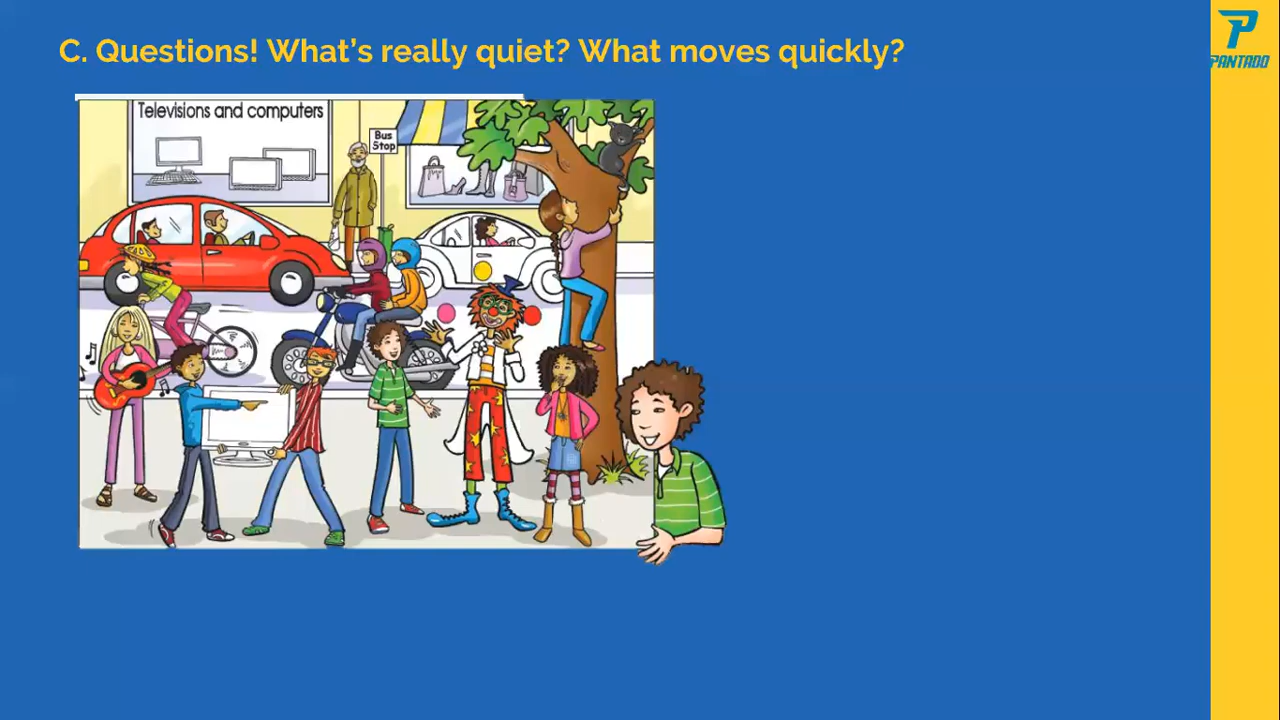 C. Questions! What's really quiet? What moves quickly?
PANTADO
Televisions and computers
Bus
Stop